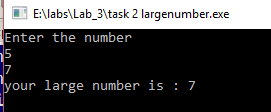 E:\labs\Lab_3\task 2 largenumber.exe
Enter the number
5
7
your large number is : 7